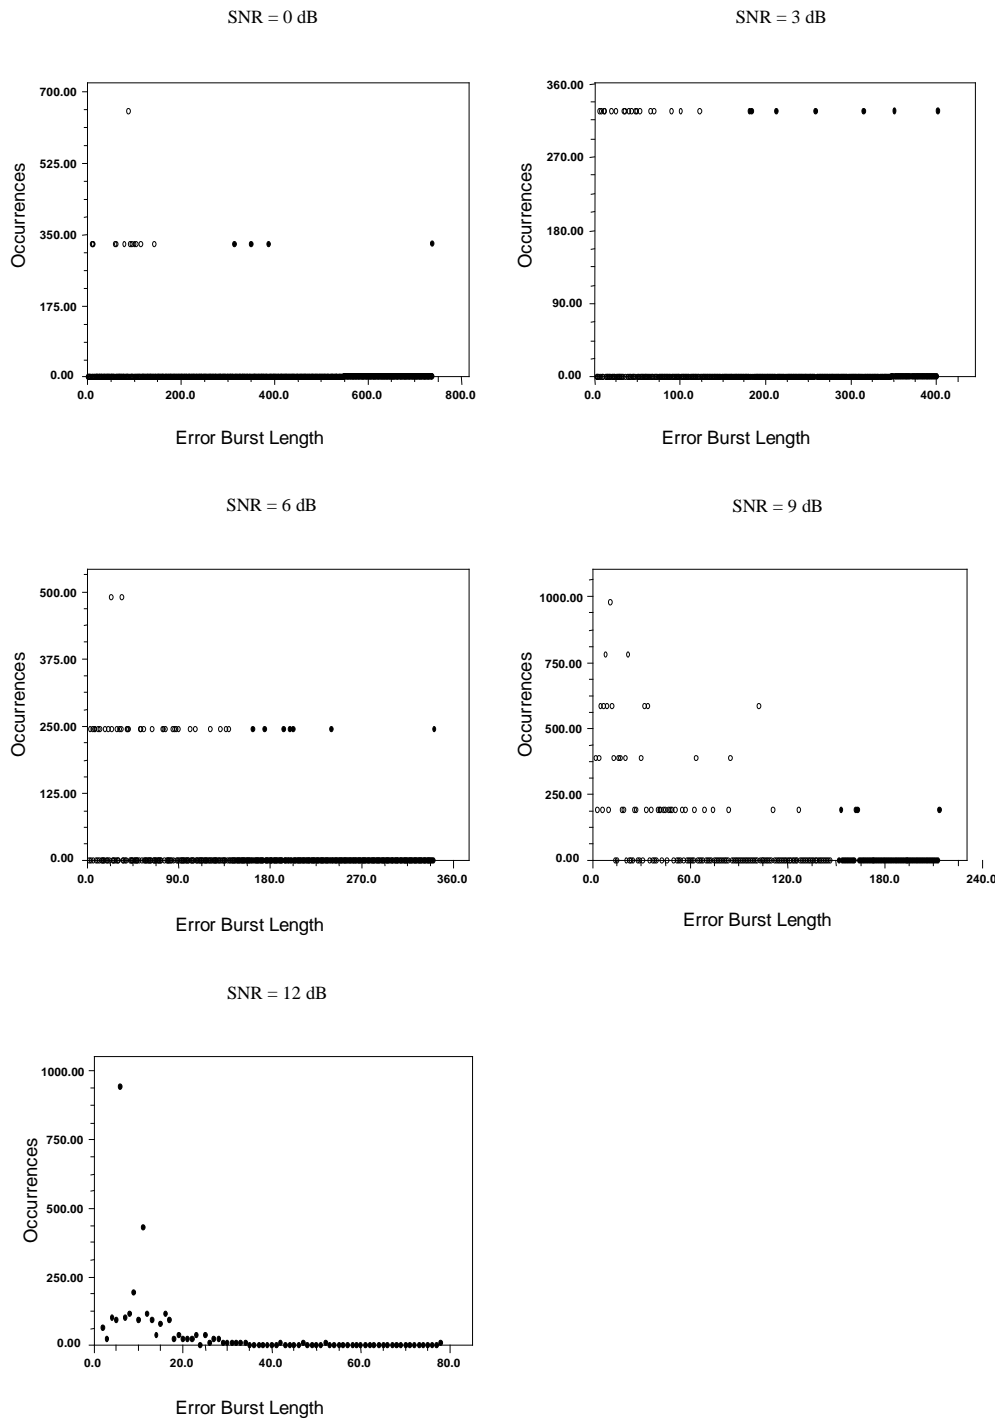 SNR = 0 dB
700.00
525.00
350.00
175.00
0.00
Occurrences
0.0 200.0 400.0 600.0 800.0
Error Burst Length
SNR = 3 dB
360.00
270.00
180.00
90.00
0.00
Occurrences
0.0 100.0 200.0 300.0 400.0
Error Burst Length
SNR = 6 dB
500.00
375.00
250.00
125.00
0.00
Occurrences
0.0 90.0 180.0 270.0 360.0
Error Burst Length
SNR = 9 dB
1000.00
750.00
500.00
250.00
0.00
Occurrences
0.0 60.0 120.0 180.0 240.0
Error Burst Length
SNR = 12 dB
1000.00
750.00
500.00
250.00
0.00
Occurrences
0.0 20.0 40.0 60.0 80.0
Error Burst Length